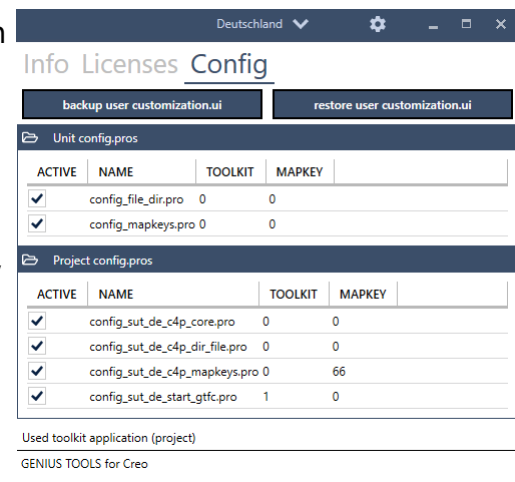 Deutschland
Info Licenses Config
backup user customization.ui restore user customization.ui
Unit config.pros
ACTIVE NAME TOOLKIT MAPKEY
config_file_dir.pro 0 0
config_mapkeys.pro 0 0
Project config.pros
ACTIVE NAME TOOLKIT MAPKEY
config_sut_de_c4p_core.pro 0 0
config_sut_de_c4p_dir_file.pro 0 0
config_sut_de_c4p_mapkeys.pro 0 66
config_sut_de_start_gtfc.pro 1 0
Used toolkit application (project)
GENIUS TOOLS for Creo